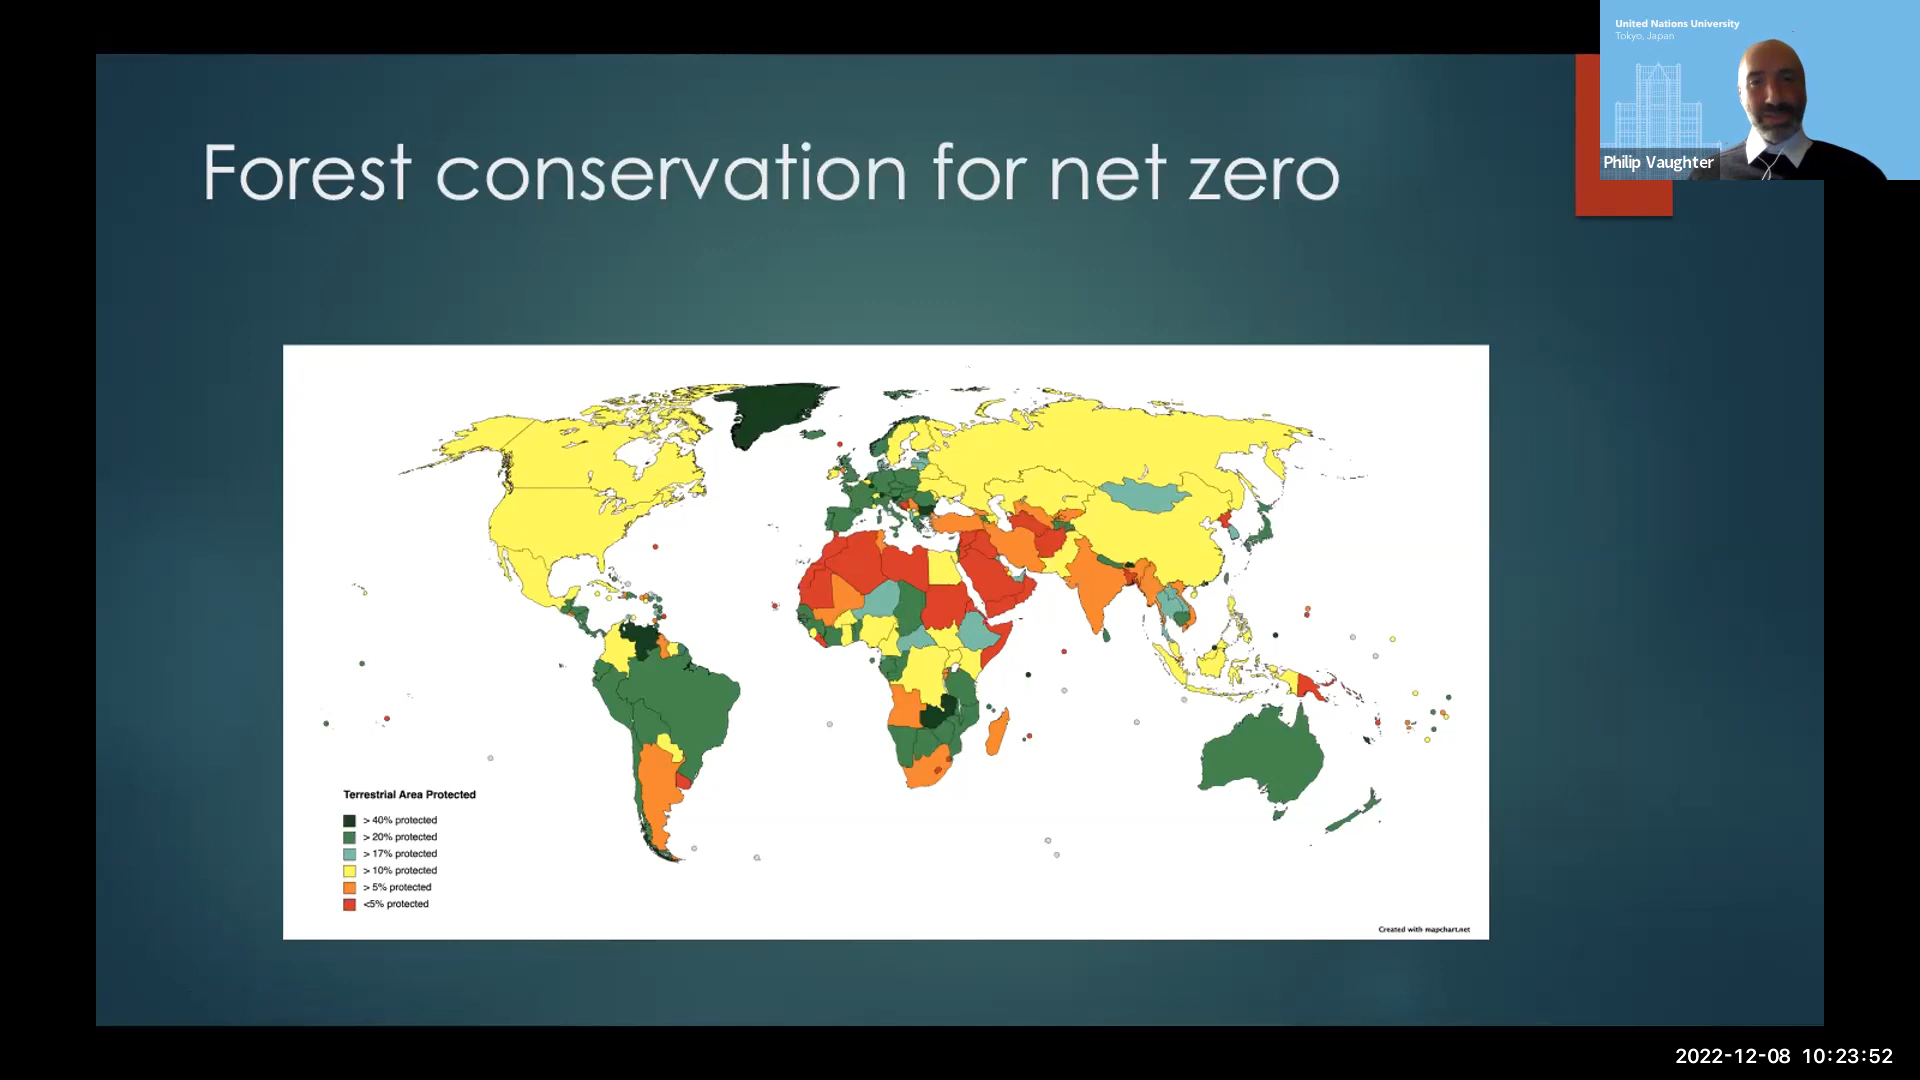 United Nations University
Tokyo, Japan
Philip Vaughter
Forest conservation for net zero
Terrestrial Area Protected
> 40% protected
> 20% protected
> 17% protected
> 10% protected
> 5% protected
<5% protected
Created with mapchart.net
2022-12-08 10:23:52